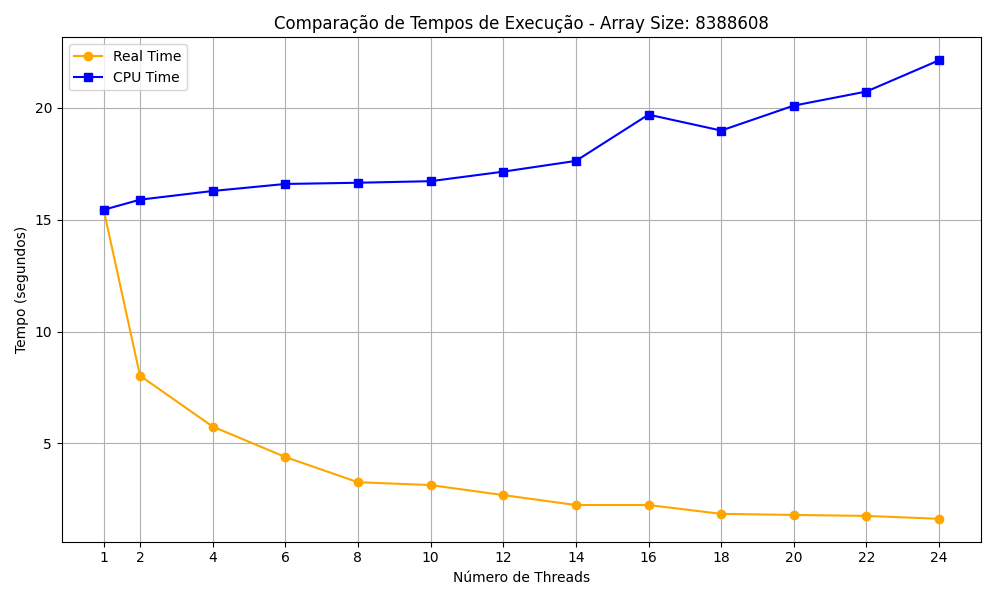 Comparação de Tempos de Execução - Array Size: 8388608
Real Time
CPU Time
20
15
10
5
Tempo (segundos)
1 2 4 6 8 10 12 14 16 18 20 22 24
Número de Threads